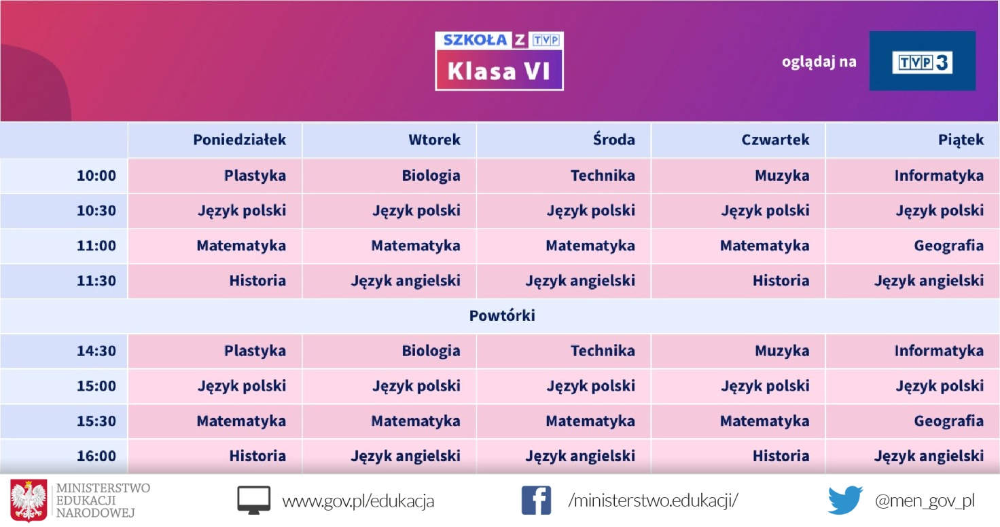 SZKOŁA Z TVP
Klasa VI
oglądaj na TVP 3
Poniedziałek Wtorek Środa Czwartek Piątek
10:00 Plastyka Biologia Technika Muzyka Informatyka
10:30 Język polski Język polski Język polski Język polski Język polski
11:00 Matematyka Matematyka Matematyka Matematyka Geografia
11:30 Historia Język angielski Język angielski Historia Język angielski
Powtórki
14:30 Plastyka Biologia Technika Muzyka Informatyka
15:00 Język polski Język polski Język polski Język polski Język polski
15:30 Matematyka Matematyka Matematyka Matematyka Geografia
16:00 Historia Język angielski Język angielski Historia Język angielski
MINISTERSTWO
EDUKACJI
NARODOWEJ
www.gov.pl/edukacja
/ministerstwo.edukacji/
@men_gov_pl